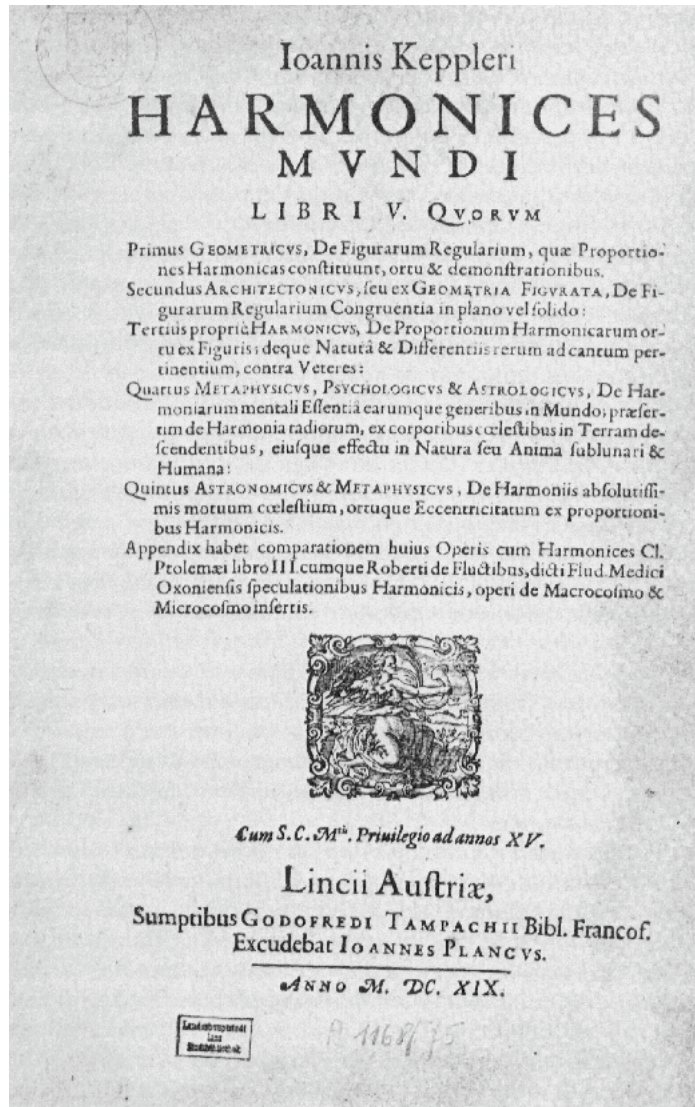 Ioannis Keppleri
HARMONICES
MVNDI
LIBRI V. QVORVM
Primus GEOMETRICVS, De Figurarum Regularium, quæ Proportio-
nes Harmonicas conſtituunt, ortu & demonſtrationibus.
Secundus ARCHITECTONICVS, ſeu ex GEOMETRIA FIGVRATA, De Fi-
gurarum Regularium Congruentia in plano vel ſolido:
Tertius propriè HARMONICVS, De Proportionum Harmonicarum or-
tu ex Figuris; deque Naturâ & Differentiis rerum ad cantum per-
tinentium, contra Veteres:
Quartus METAPHYSICVS, PSYCHOLOGICVS & ASTROLOGICVS, De Har-
moniarum mentali Eſſentiâ earumque generibus in Mundo; præſer-
tim de Harmonia radiorum, ex corporibus cœleſtibus in Terram de-
ſcendentibus, eiuſque effectu in Natura ſeu Anima ſublunari &
Humana:
Quintus ASTRONOMICVS & METAPHYSICVS, De Harmoniis abſolutiſſi-
mis motuum cœleſtium, ortuque Eccentricitatum ex proportioni-
bus Harmonicis.
Appendix habet comparationem huius Operis cum Harmonices Cl.
Ptolemæi libro III. cumque Roberti de Fluctibus, dicti Flud. Medici
Oxonienſis ſpeculationibus Harmonicis, operi de Macrocoſmo &
Microcoſmo inſertis.
Cum S. C. Mtis. Priuilegio ad annos XV.
Lincii Auſtriæ,
Sumptibus GODOFREDI TAMPACHII Bibl. Francof.
Excudebat IOANNES PLANCVS.
ANNO M. DC. XIX.
A 1168/75